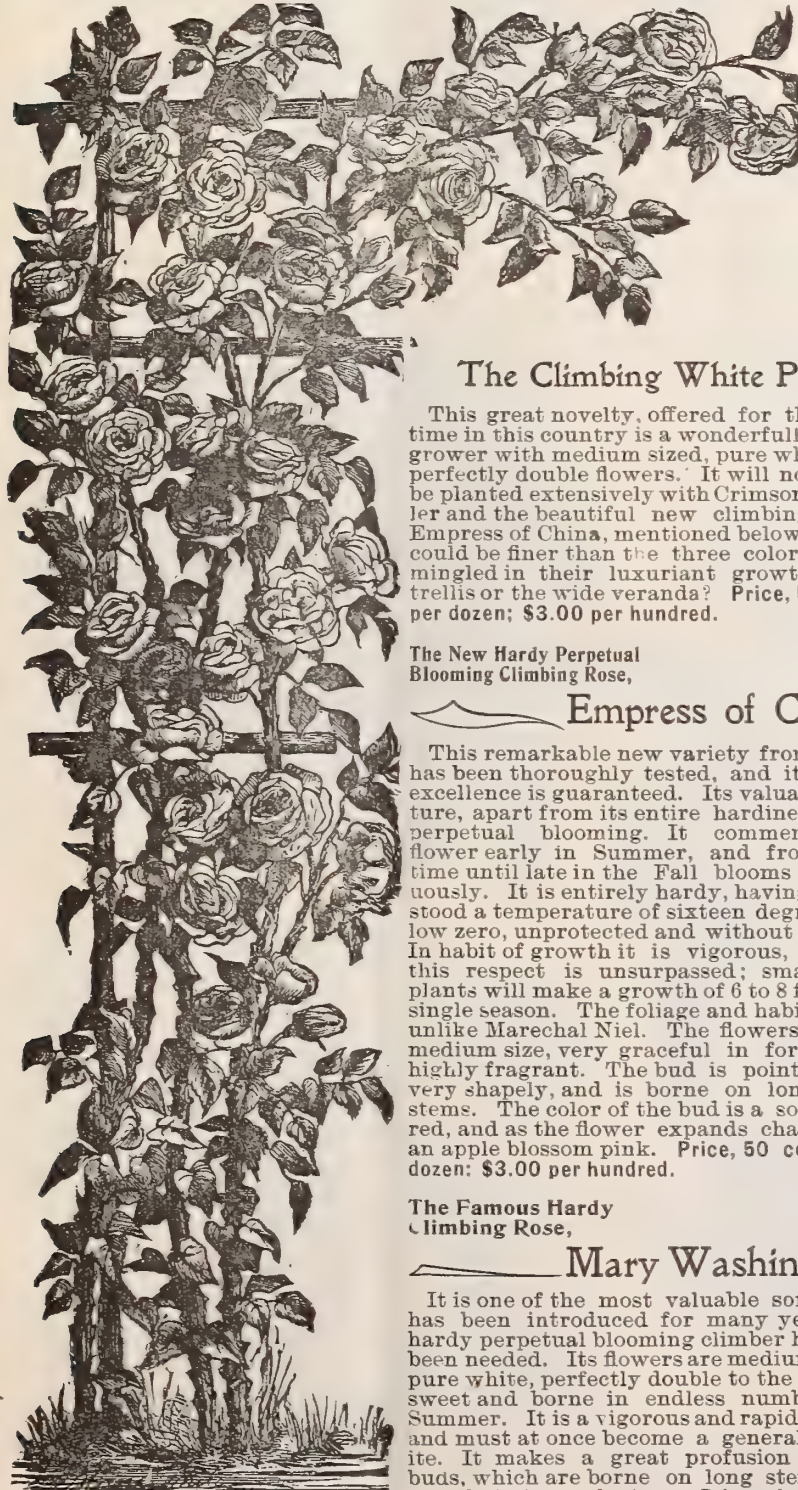 The Climbing White P
This great novelty, offered for t
time in this country is a wonderfull
grower with medium sized, pure w
perfectly double flowers. It will n
be planted extensively with Crimson
ler and the beautiful new climbin
Empress of China, mentioned below
could be finer than the three color
mingled in their luxuriant growt
trellis or the wide veranda? Price,
per dozen; $3.00 per hundred.
The New Hardy Perpetual
Blooming Climbing Rose,
Empress of C
This remarkable new variety from
has been thoroughly tested, and it
excellence is guaranteed. Its valua
ture, apart from its entire hardine
perpetual blooming. It commen
flower early in Summer, and fro
time until late in the Fall blooms
uously. It is entirely hardy, havin
stood a temperature of sixteen degr
low zero, unprotected and without
In habit of growth it is vigorous,
this respect is unsurpassed; sma
plants will make a growth of 6 to 8 f
single season. The foliage and habi
unlike Marechal Niel. The flowers
medium size, very graceful in for
highly fragrant. The bud is point
very shapely, and is borne on lon
stems. The color of the bud is a so
red, and as the flower expands cha
an apple blossom pink. Price, 50 c
dozen; $3.00 per hundred.
The Famous Hardy
Climbing Rose,
Mary Washin
It is one of the most valuable so
has been introduced for many ye
hardy perpetual blooming climber h
been needed. Its flowers are mediu
pure white, perfectly double to the
sweet and borne in endless numb
Summer. It is a vigorous and rapid
and must at once become a genera
ite. It makes a great profusion
buds, which are borne on long ste